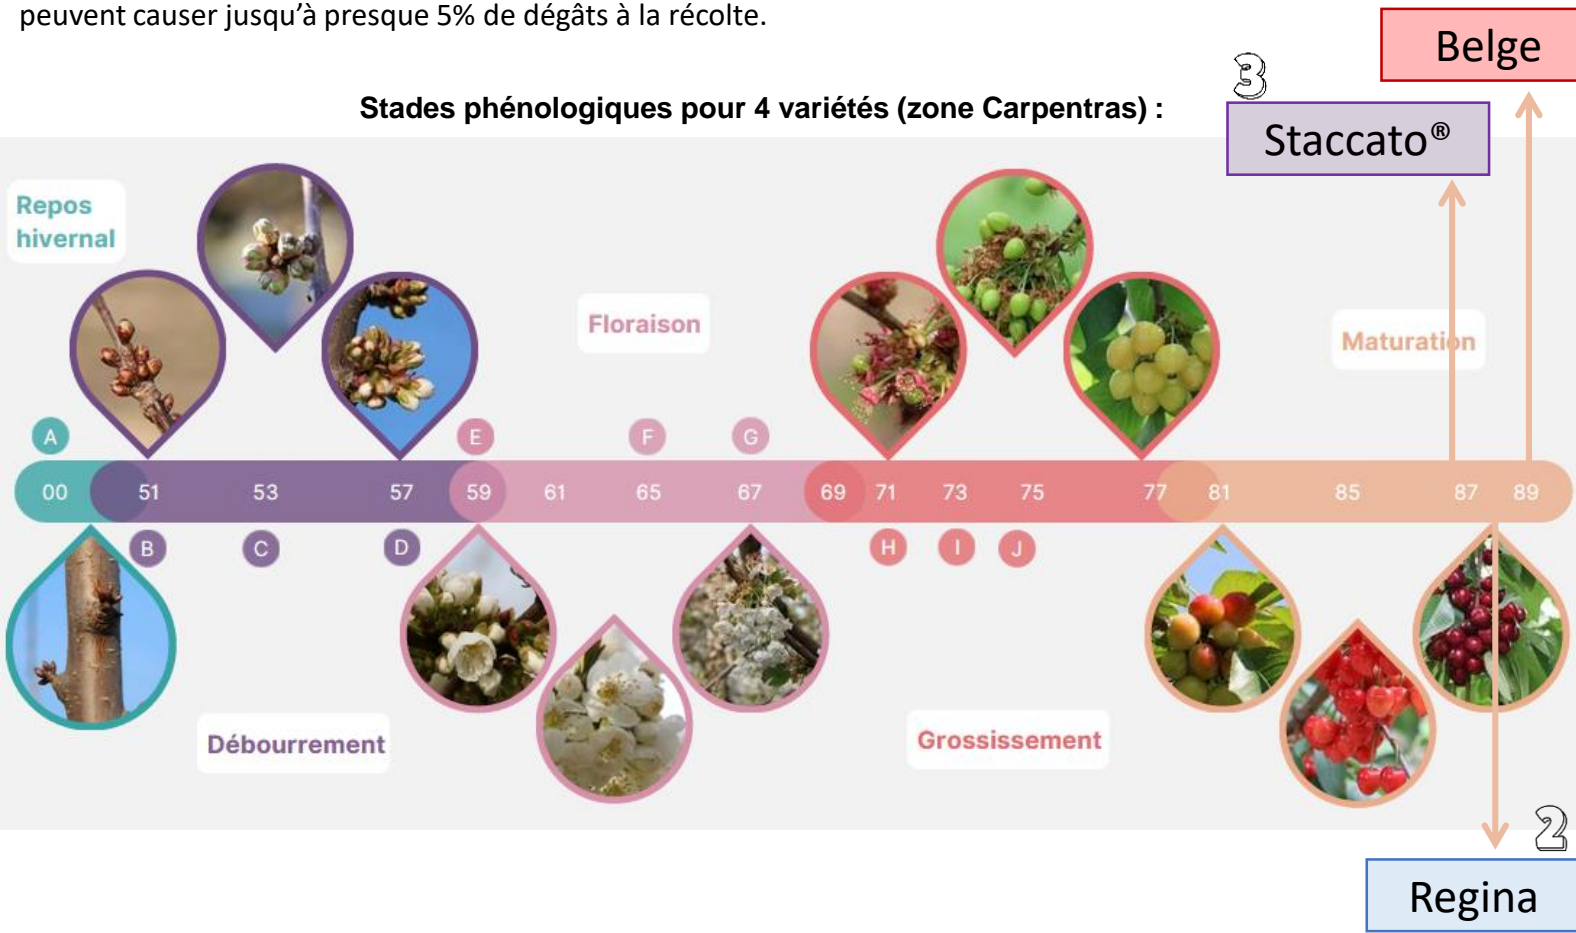 peuvent causer jusqu'à presque 5% de dégâts à la récolte.
Belge
3
Stades phénologiques pour 4 variétés (zone Carpentras) :
Staccato®
Repos
hivernal
Floraison
Maturation
A
E
F
G
00 51 53 57 59 61 65 67 69 71 73 75 77 81 85 87 89
B
C
D
H
I
J
Débourrement
Grossissement
2
Regina